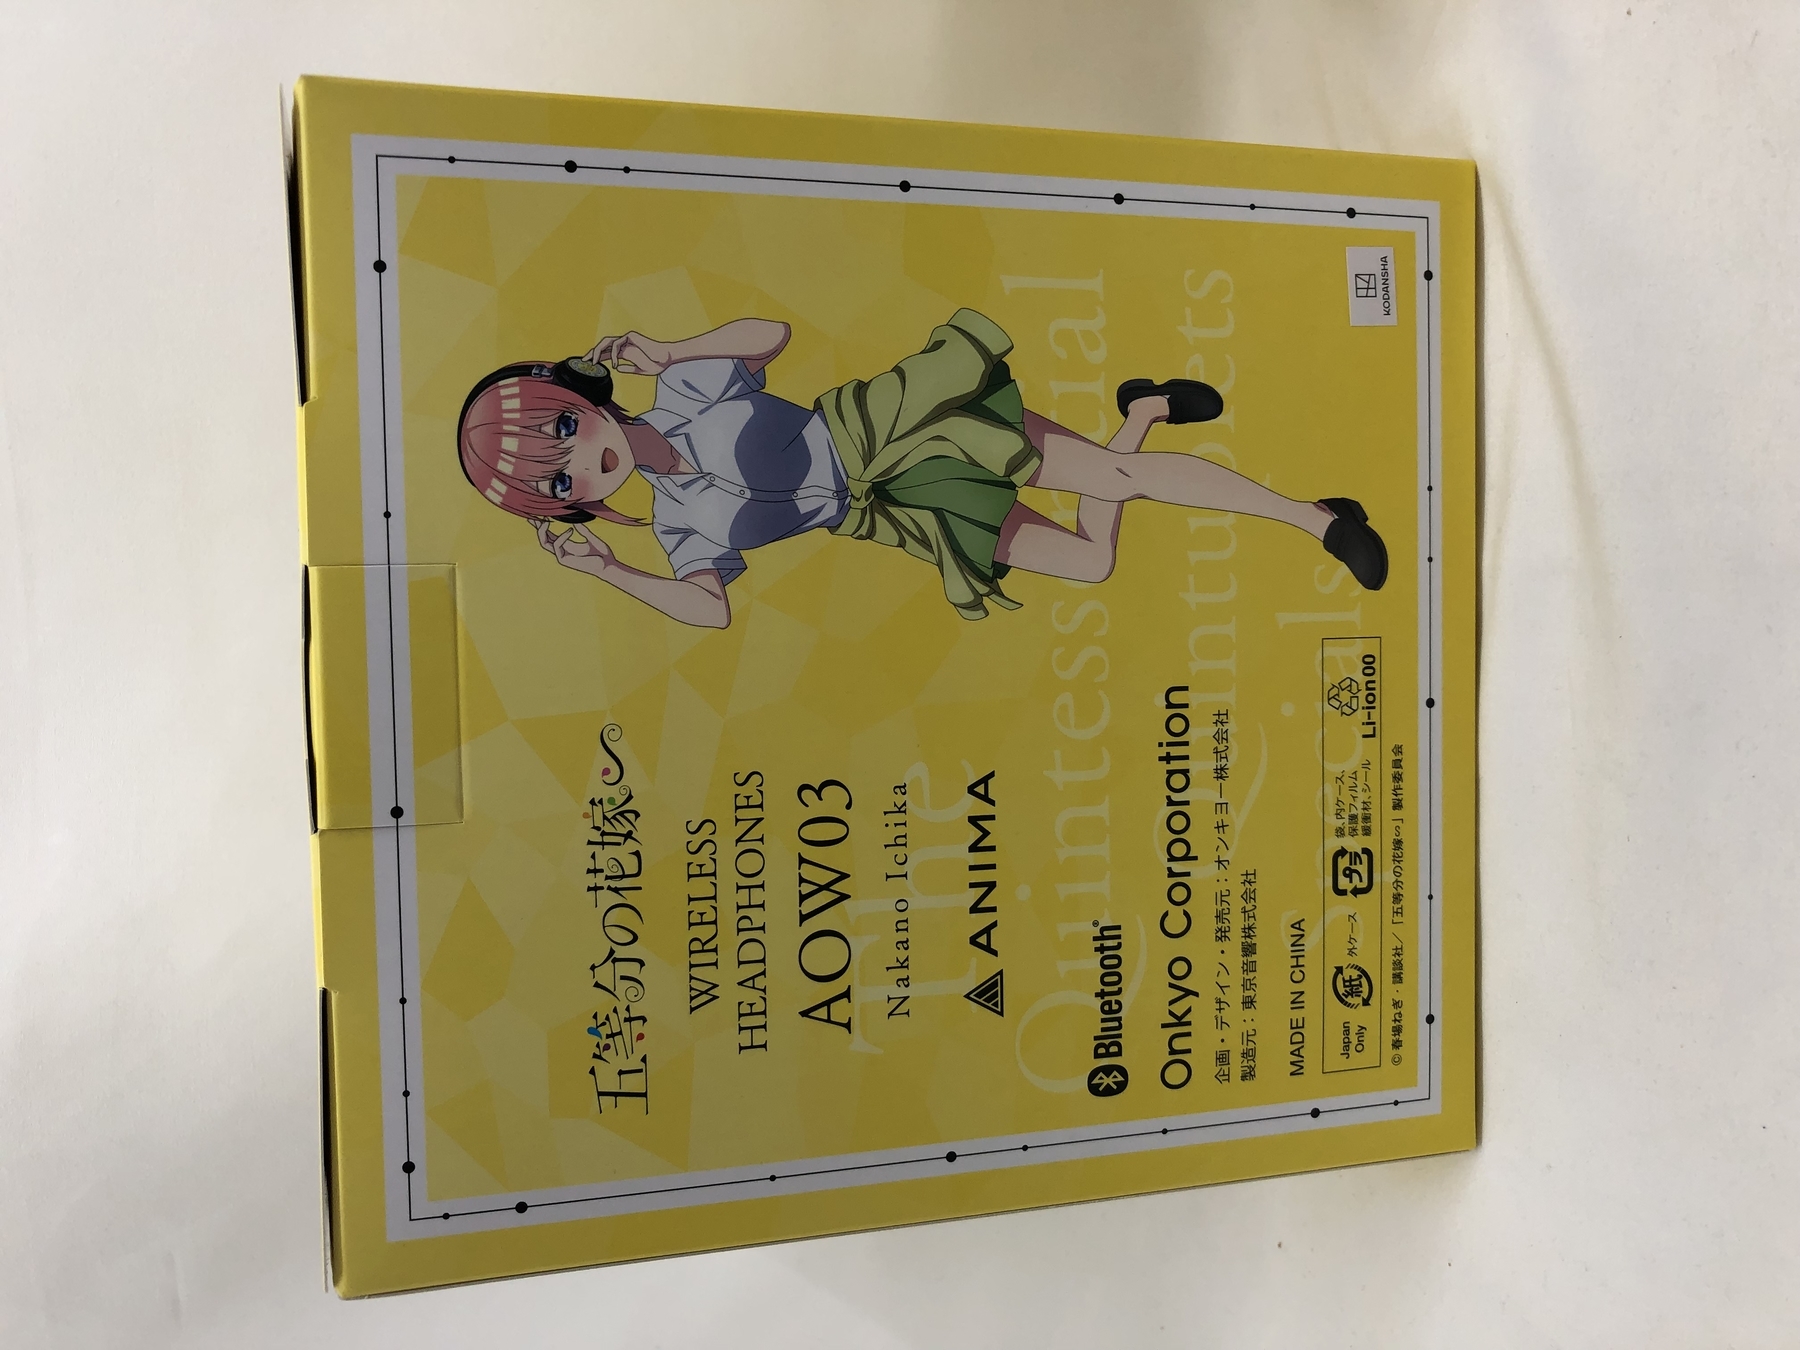 五等分の花嫁∽
WIRELESS
HEADPHONES
AOW03
Nakano Ichika
ANIMA
The
Quintessential
Quintuplets
Specials
Bluetooth®
Onkyo Corporation
企画・デザイン・発売元：オンキヨー株式会社
製造元：東京音響株式会社
MADE IN CHINA
Japan
Only
紙
外ケース
プラ
袋、内ケース、
保護フィルム
緩衝材、シール
Li-ion00
© 春場ねぎ・講談社／「五等分の花嫁∽」製作委員会
KODANSHA